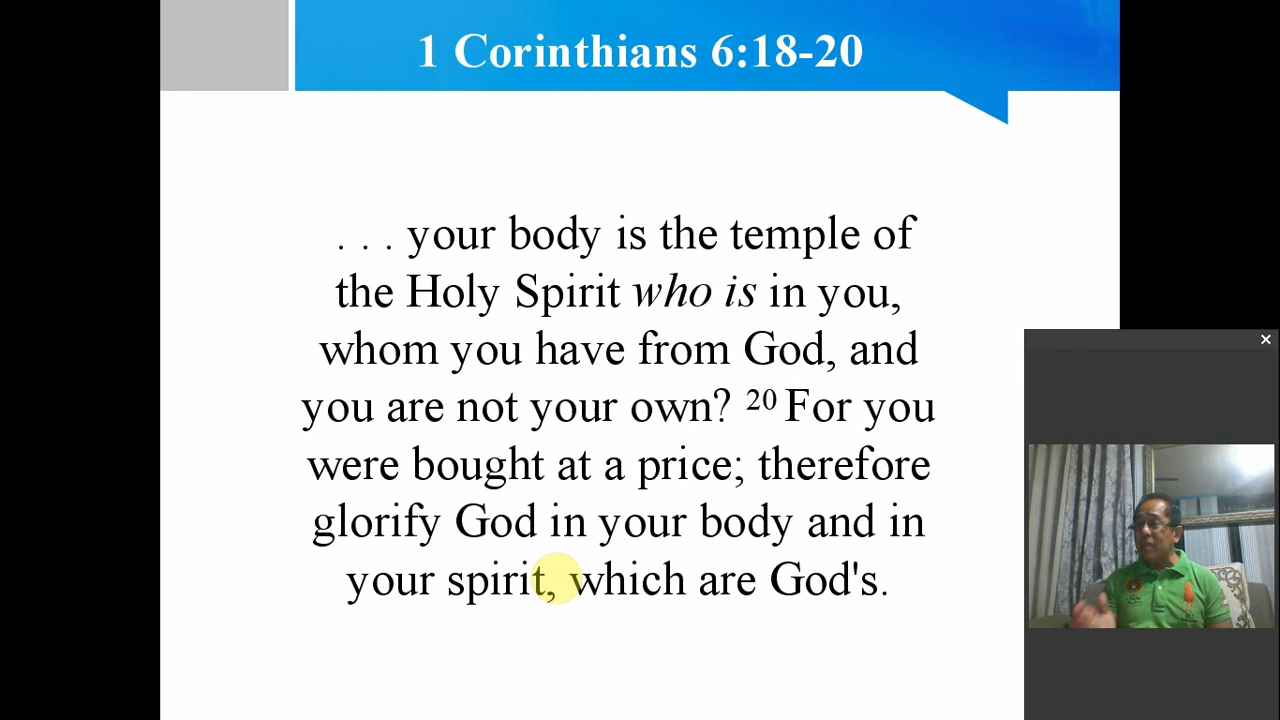 1 Corinthians 6:18-20
. . . your body is the temple of
the Holy Spirit who is in you,
whom you have from God, and
you are not your own? 20 For you
were bought at a price; therefore
glorify God in your body and in
your spirit, which are God's.